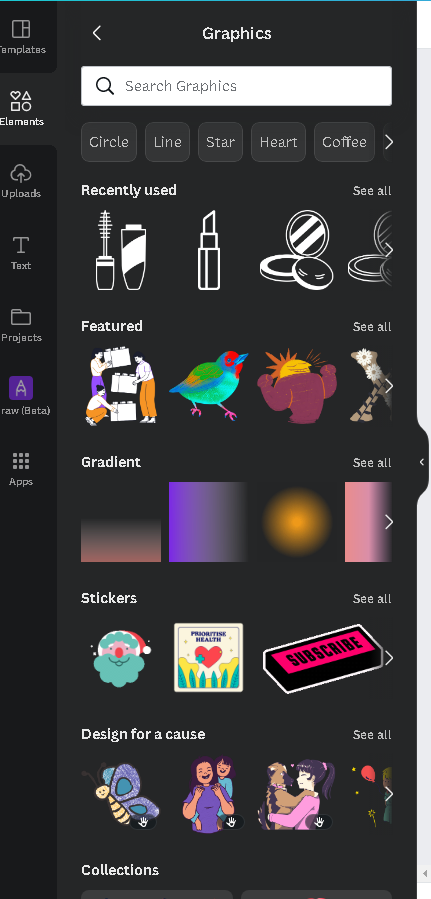 Graphics
Templates
Search Graphics
Elements
Circle Line Star Heart Coffee
Recently used See all
Uploads
Text
Featured See all
Projects
raw (Beta)
Gradient See all
Apps
Stickers See all
PRIORITISE
HEALTH
SUBSCRIBE
Design for a cause See all
Collections